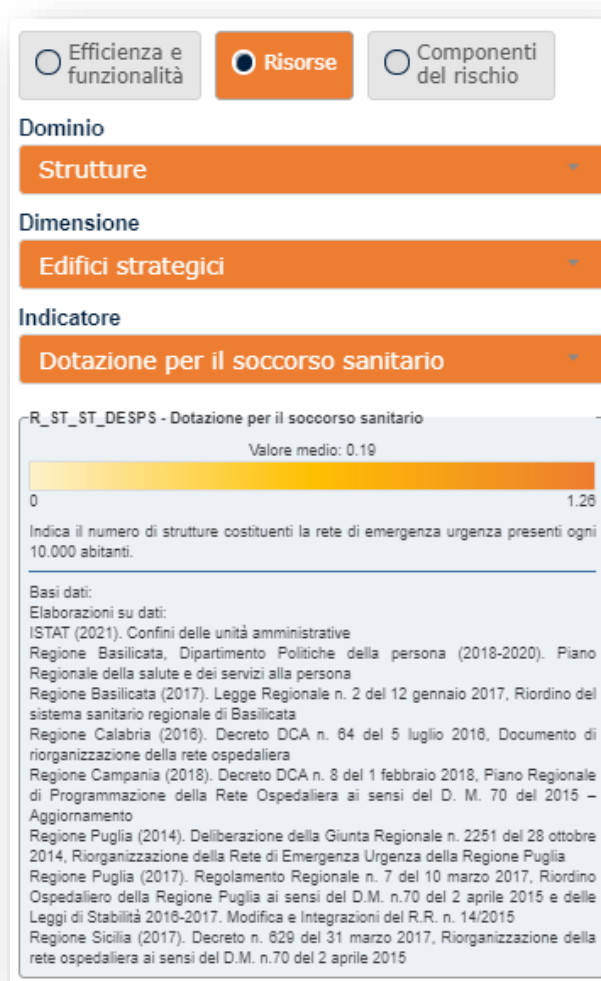 Efficienza e
funzionalità
Risorse
Componenti
del rischio
Dominio
Strutture
Dimensione
Edifici strategici
Indicatore
Dotazione per il soccorso sanitario
R_ST_ST_DESPS - Dotazione per il soccorso sanitario
Valore medio: 0.19
0 1.26
Indica il numero di strutture costituenti la rete di emergenza urgenza presenti ogni
10.000 abitanti.
Basi dati:
Elaborazioni su dati:
ISTAT (2021). Confini delle unità amministrative
Regione Basilicata, Dipartimento Politiche della persona (2018-2020). Piano
Regionale della salute e dei servizi alla persona
Regione Basilicata (2017). Legge Regionale n. 2 del 12 gennaio 2017, Riordino del
sistema sanitario regionale di Basilicata
Regione Calabria (2016). Decreto DCA n. 64 del 5 luglio 2016, Documento di
riorganizzazione della rete ospedaliera
Regione Campania (2018). Decreto DCA n. 8 del 1 febbraio 2018, Piano Regionale
di Programmazione della Rete Ospedaliera ai sensi del D. M. 70 del 2015 –
Aggiornamento
Regione Puglia (2014). Deliberazione della Giunta Regionale n. 2251 del 28 ottobre
2014, Riorganizzazione della Rete di Emergenza Urgenza della Regione Puglia
Regione Puglia (2017). Regolamento Regionale n. 7 del 10 marzo 2017, Riordino
Ospedaliero della Regione Puglia ai sensi del D.M. n.70 del 2 aprile 2015 e delle
Leggi di Stabilità 2016-2017. Modifica e Integrazioni del R.R. n. 14/2015
Regione Sicilia (2017). Decreto n. 629 del 31 marzo 2017, Riorganizzazione della
rete ospedaliera ai sensi del D.M. n.70 del 2 aprile 2015